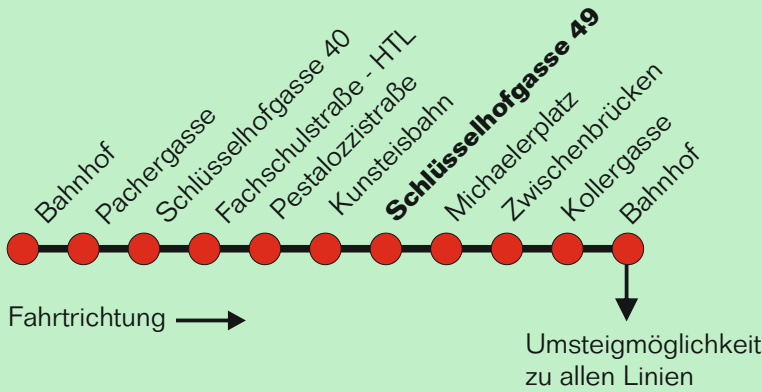 Bahnhof
Pachergasse
Schlüsselhofgasse 40
Fachschulstraße - HTL
Pestalozzistraße
Kunsteisbahn
Schlüsselhofgasse 49
Michaelerplatz
Zwischenbrücken
Kollergasse
Bahnhof
Fahrtrichtung
Umsteigmöglichkeit
zu allen Linien